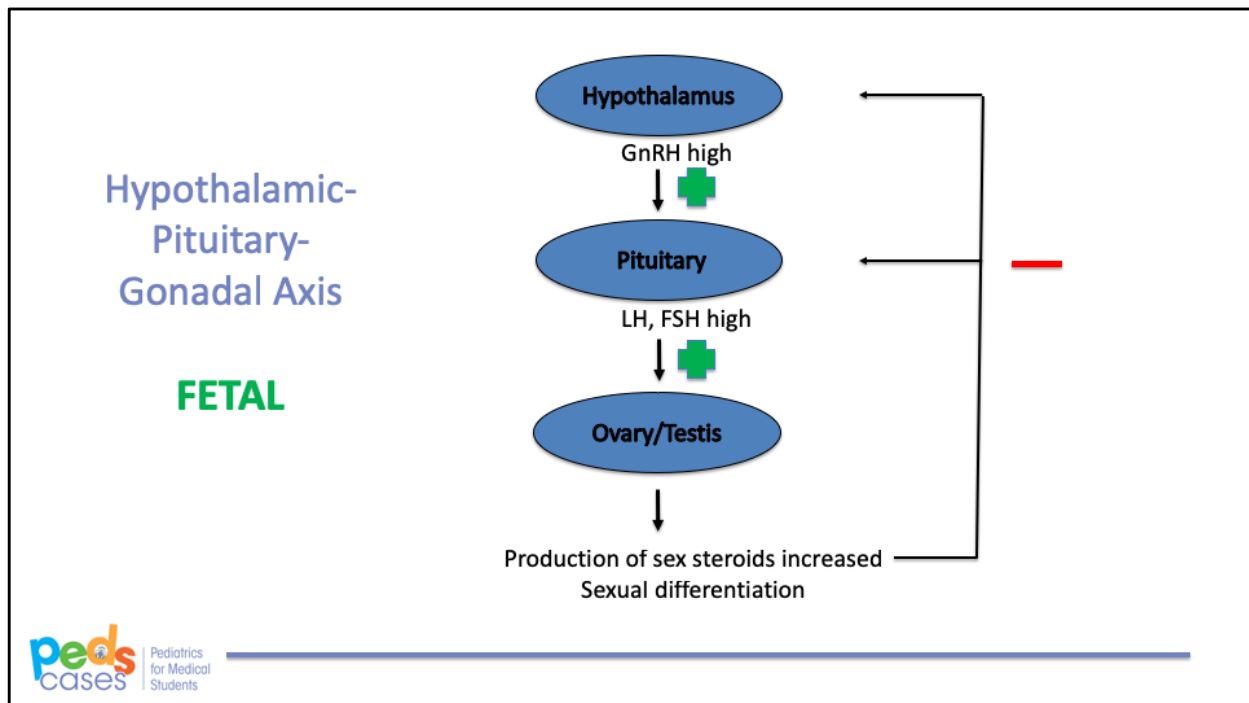 Hypothalamic-
Pituitary-
Gonadal Axis
FETAL
Hypothalamus
GnRH high
Pituitary
LH, FSH high
Ovary/Testis
Production of sex steroids increased
Sexual differentiation
peds
cases
Pediatrics
for Medical
Students